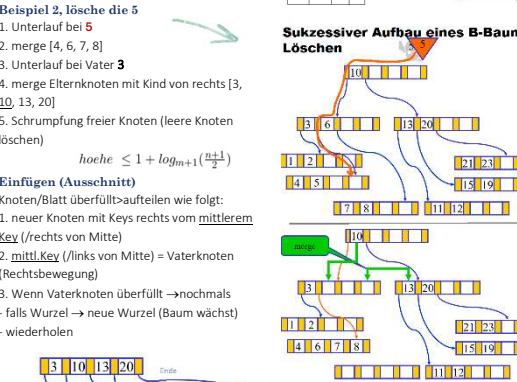 Beispiel 2, lösche die 5
1. Unterlauf bei 5
2. merge [4, 6, 7, 8]
3. Unterlauf bei Vater 3
4. merge Elternknoten mit Kind von rechts [3,
10, 13, 20]
5. Schrumpfung freier Knoten (leere Knoten
löschen)
hoehe ≤ 1 + log_{m+1}(\frac{n+1}{2})
Einfügen (Ausschnitt)
Knoten/Blatt überfüllt>aufteilen wie folgt:
1. neuer Knoten mit Keys rechts vom mittlerem
Key (/rechts von Mitte)
2. mittl.Key (/links von Mitte) = Vaterknoten
(Rechtsbewegung)
3. Wenn Vaterknoten überfüllt →nochmals
- falls Wurzel → neue Wurzel (Baum wächst)
- wiederholen
3 10 13 20
Ende
Sukzessiver Aufbau eines B-Baum
Löschen
5
10
3 6
13 20
1 2
21 23
4 5
15 19
7 8
11 12
10
merge
3
13 20
1 2
21 23
4 6 7 8
15 19
11 12